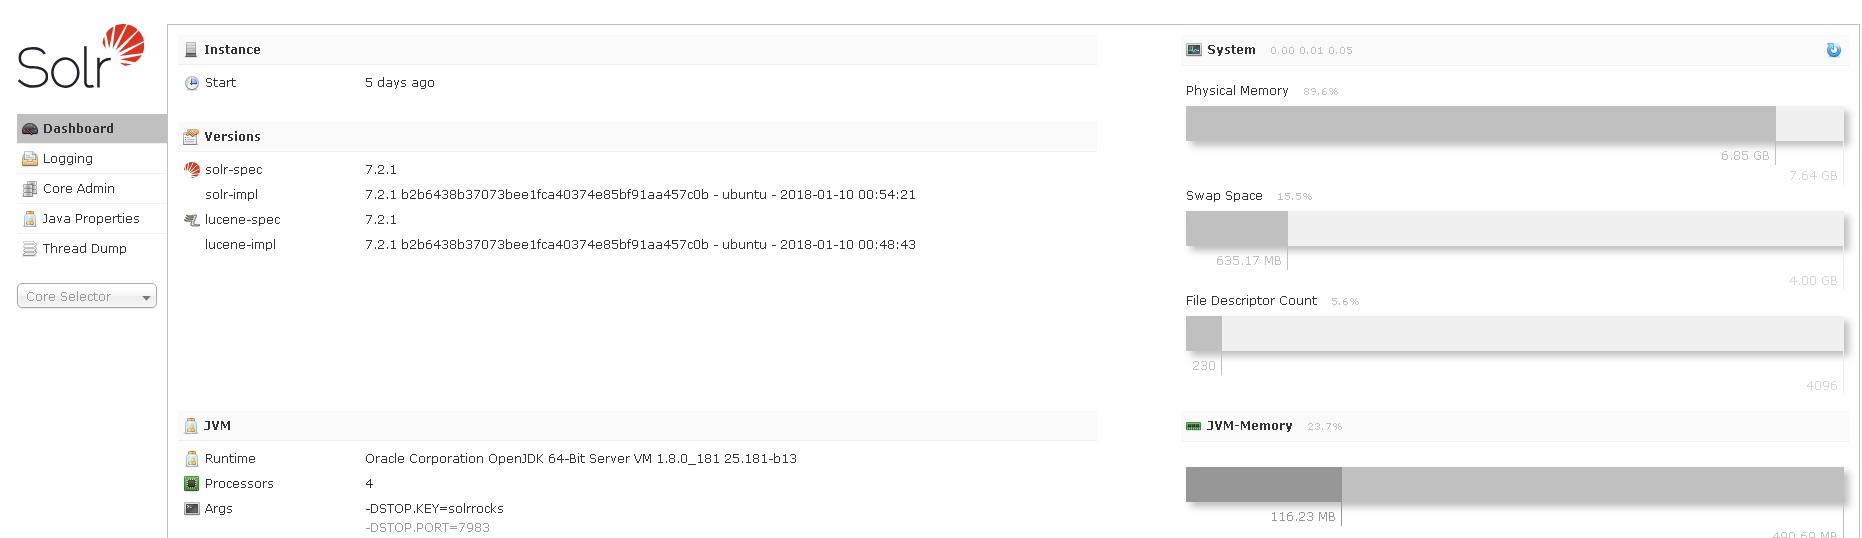 Solr
Dashboard
Logging
Core Admin
Java Properties
Thread Dump
Core Selector
Instance
Start 5 days ago
Versions
solr-spec 7.2.1
solr-impl 7.2.1 b2b6438b37073bee1fca40374e85bf91aa457c0b - ubuntu - 2018-01-10 00:54:21
lucene-spec 7.2.1
lucene-impl 7.2.1 b2b6438b37073bee1fca40374e85bf91aa457c0b - ubuntu - 2018-01-10 00:48:43
JVM
Runtime Oracle Corporation OpenJDK 64-Bit Server VM 1.8.0_181 25.181-b13
Processors 4
Args -DSTOP.KEY=solrrocks
-DSTOP.PORT=7983
System 0.00 0.01 0.05
Physical Memory 89.6%
6.85 GB
7.64 GB
Swap Space 15.5%
635.17 MB
4.00 GB
File Descriptor Count 5.6%
230
4096
JVM-Memory 23.7%
116.23 MB
490.69 MB